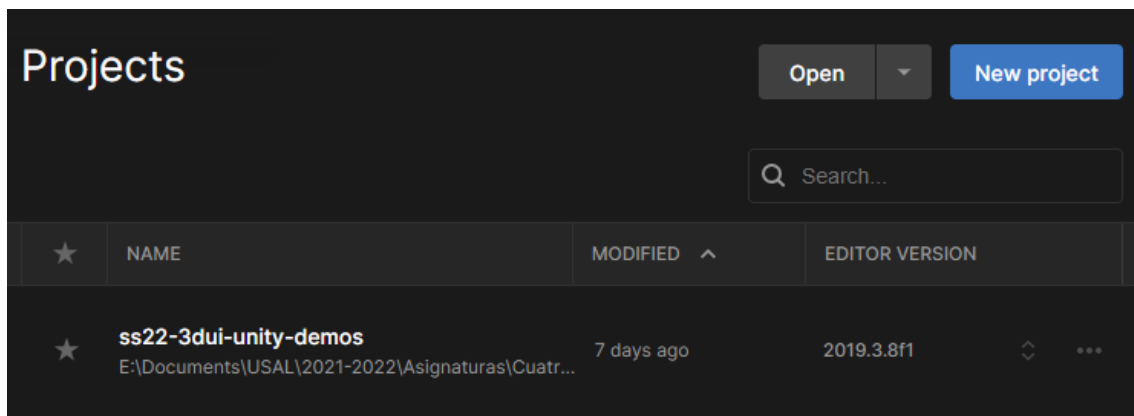 Projects
Open
New project
Search...
NAME
MODIFIED
EDITOR VERSION
ss22-3dui-unity-demos
7 days ago
2019.3.8f1
E:\Documents\USAL\2021-2022\Asignaturas\Cuatr...